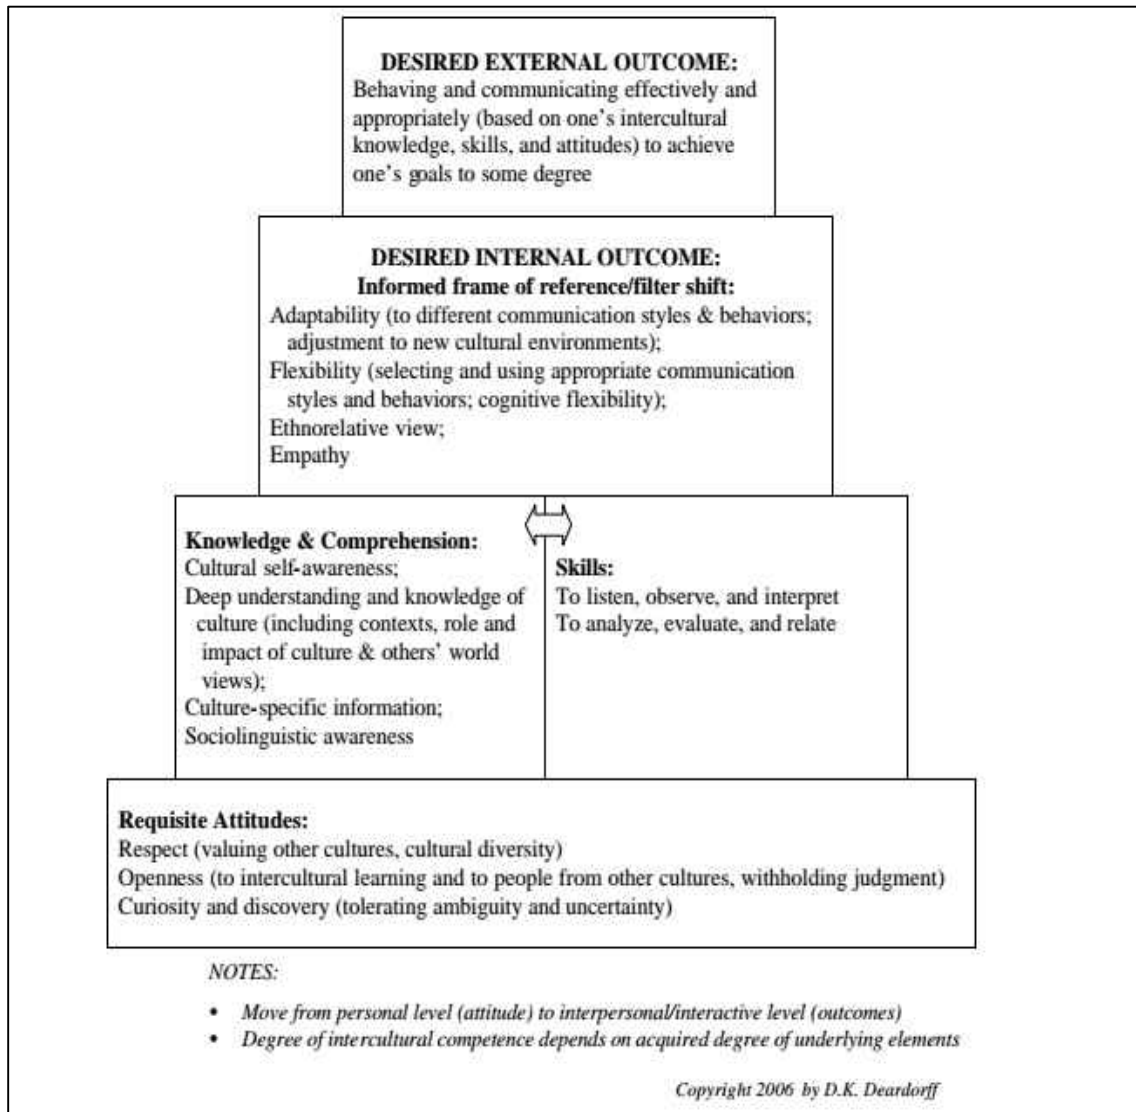 DESIRED EXTERNAL OUTCOME:
Behaving and communicating effectively and
appropriately (based on one's intercultural
knowledge, skills, and attitudes) to achieve
one's goals to some degree
DESIRED INTERNAL OUTCOME:
Informed frame of reference/filter shift:
Adaptability (to different communication styles & behaviors;
adjustment to new cultural environments);
Flexibility (selecting and using appropriate communication
styles and behaviors; cognitive flexibility);
Ethnorelative view;
Empathy
Knowledge & Comprehension:
Cultural self-awareness;
Deep understanding and knowledge of
culture (including contexts, role and
impact of culture & others' world
views);
Culture-specific information;
Sociolinguistic awareness
Skills:
To listen, observe, and interpret
To analyze, evaluate, and relate
Requisite Attitudes:
Respect (valuing other cultures, cultural diversity)
Openness (to intercultural learning and to people from other cultures, withholding judgment)
Curiosity and discovery (tolerating ambiguity and uncertainty)
NOTES:
• Move from personal level (attitude) to interpersonal/interactive level (outcomes)
• Degree of intercultural competence depends on acquired degree of underlying elements
Copyright 2006 by D.K. Deardorff